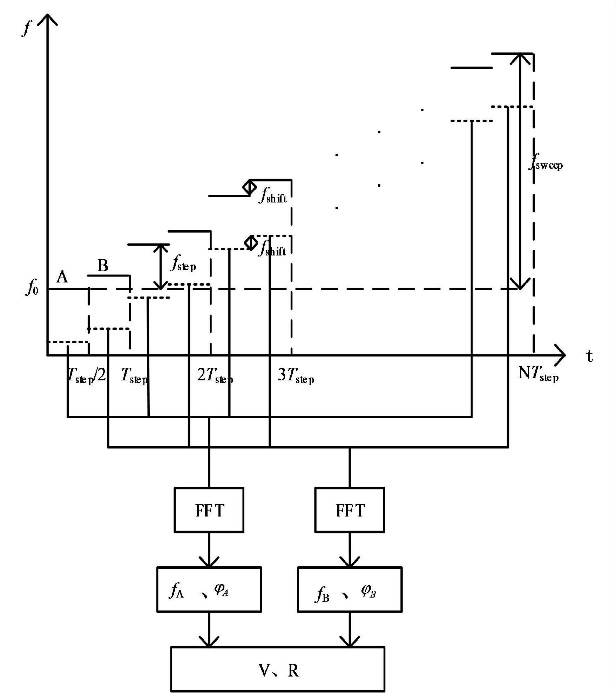 f
f_shift
f_sweep
A B f_step f_shift
f_0
t
T_step/2 T_step 2T_step 3T_step NT_step
FFT FFT
f_A 、 φ_A f_B 、 φ_B
V、R